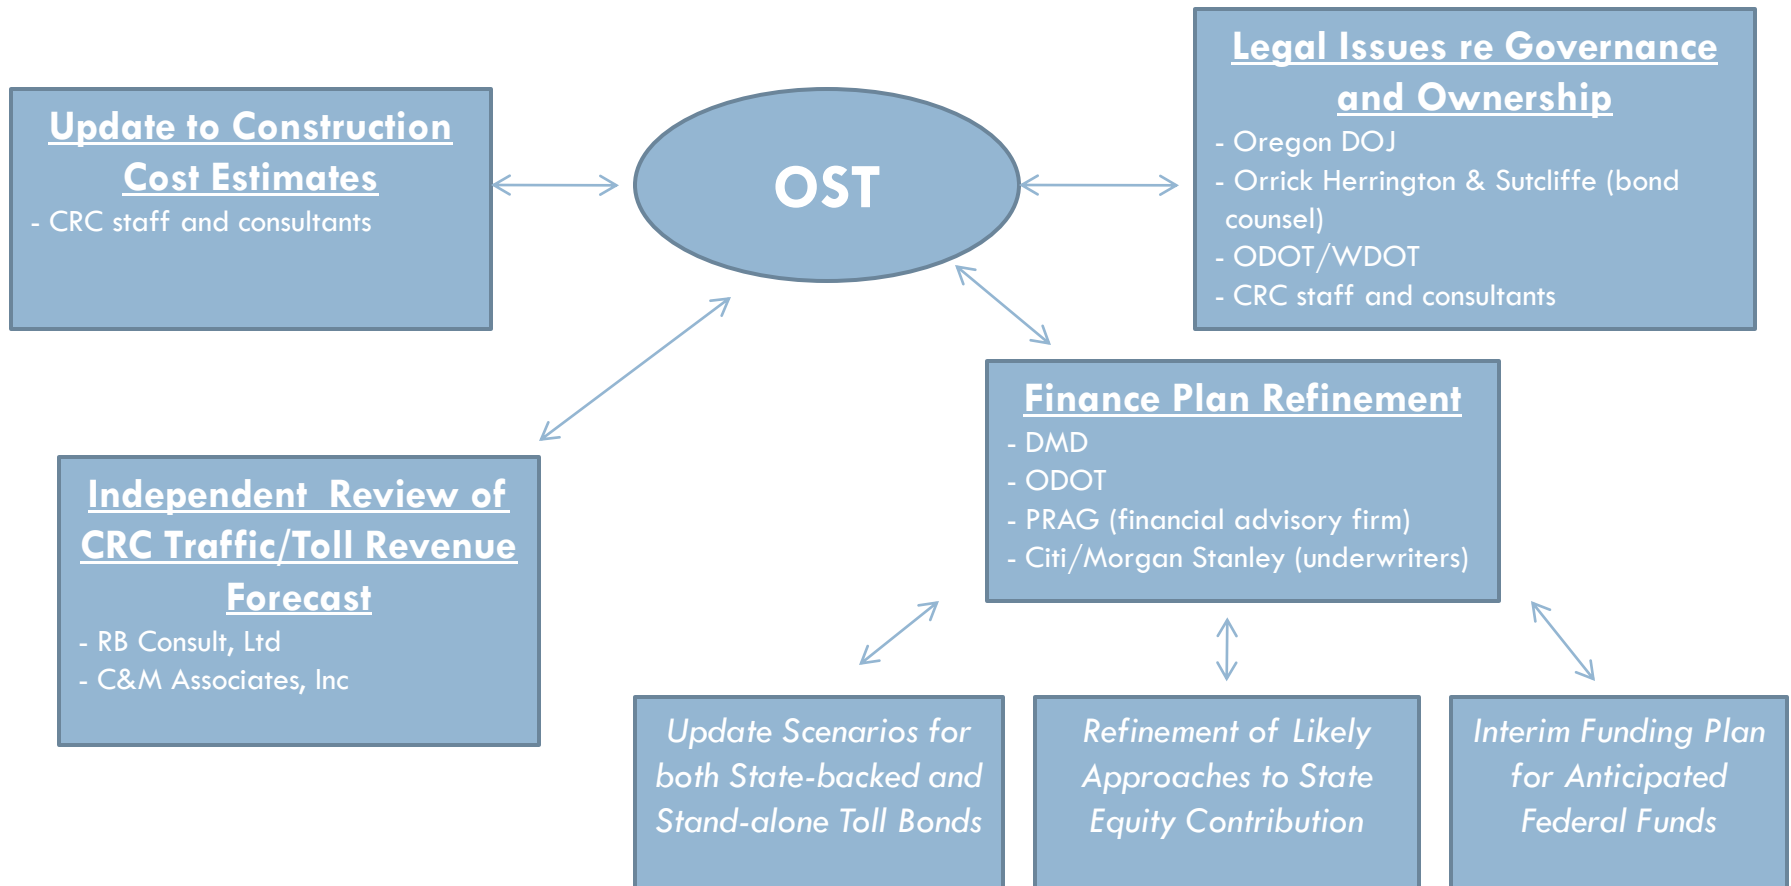 Update to Construction
Cost Estimates
- CRC staff and consultants
OST
Legal Issues re Governance
and Ownership
- Oregon DOJ
- Orrick Herrington & Sutcliffe (bond
counsel)
- ODOT/WDOT
- CRC staff and consultants
Independent Review of
CRC Traffic/Toll Revenue
Forecast
- RB Consult, Ltd
- C&M Associates, Inc
Finance Plan Refinement
- DMD
- ODOT
- PRAG (financial advisory firm)
- Citi/Morgan Stanley (underwriters)
Update Scenarios for
both State-backed and
Stand-alone Toll Bonds
Refinement of Likely
Approaches to State
Equity Contribution
Interim Funding Plan
for Anticipated
Federal Funds